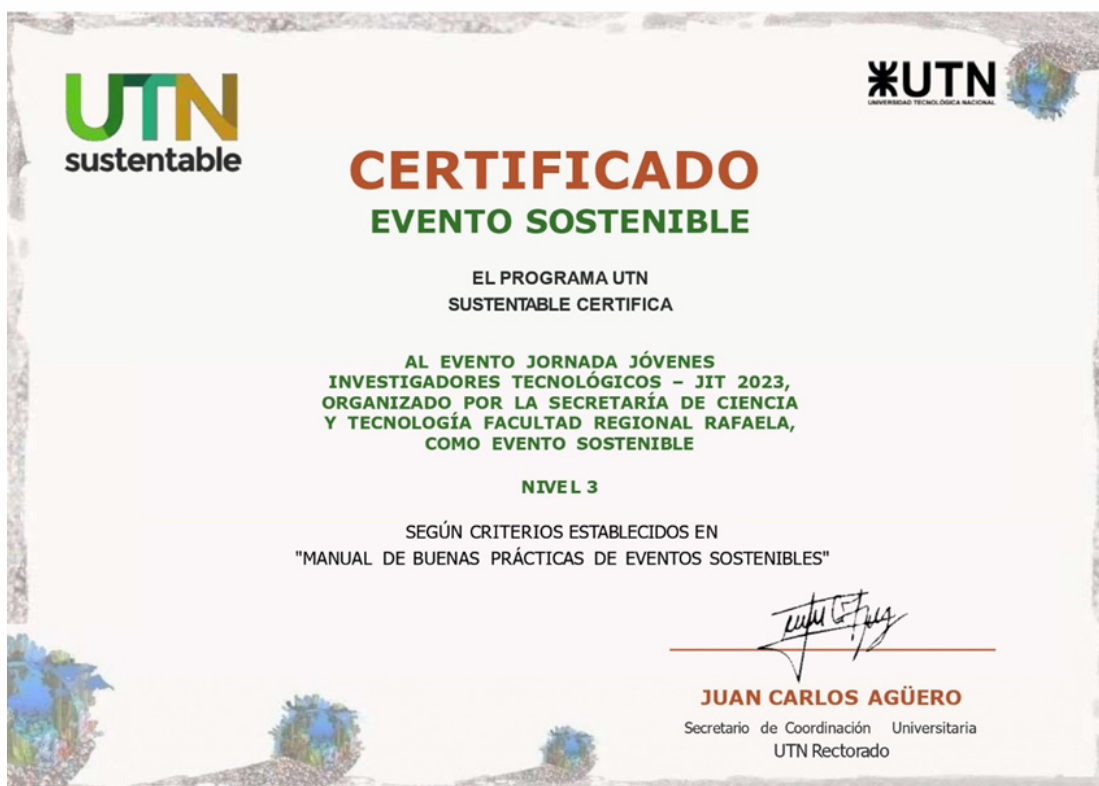 UTN
sustentable
UTN
UNIVERSIDAD TECNOLÓGICA NACIONAL
CERTIFICADO
EVENTO SOSTENIBLE
EL PROGRAMA UTN
SUSTENTABLE CERTIFICA
AL EVENTO JORNADA JÓVENES
INVESTIGADORES TECNOLÓGICOS – JIT 2023,
ORGANIZADO POR LA SECRETARÍA DE CIENCIA
Y TECNOLOGÍA FACULTAD REGIONAL RAFAELA,
COMO EVENTO SOSTENIBLE
NIVEL 3
SEGÚN CRITERIOS ESTABLECIDOS EN
"MANUAL DE BUENAS PRÁCTICAS DE EVENTOS SOSTENIBLES"
JUAN CARLOS AGÜERO
Secretario de Coordinación Universitaria
UTN Rectorado